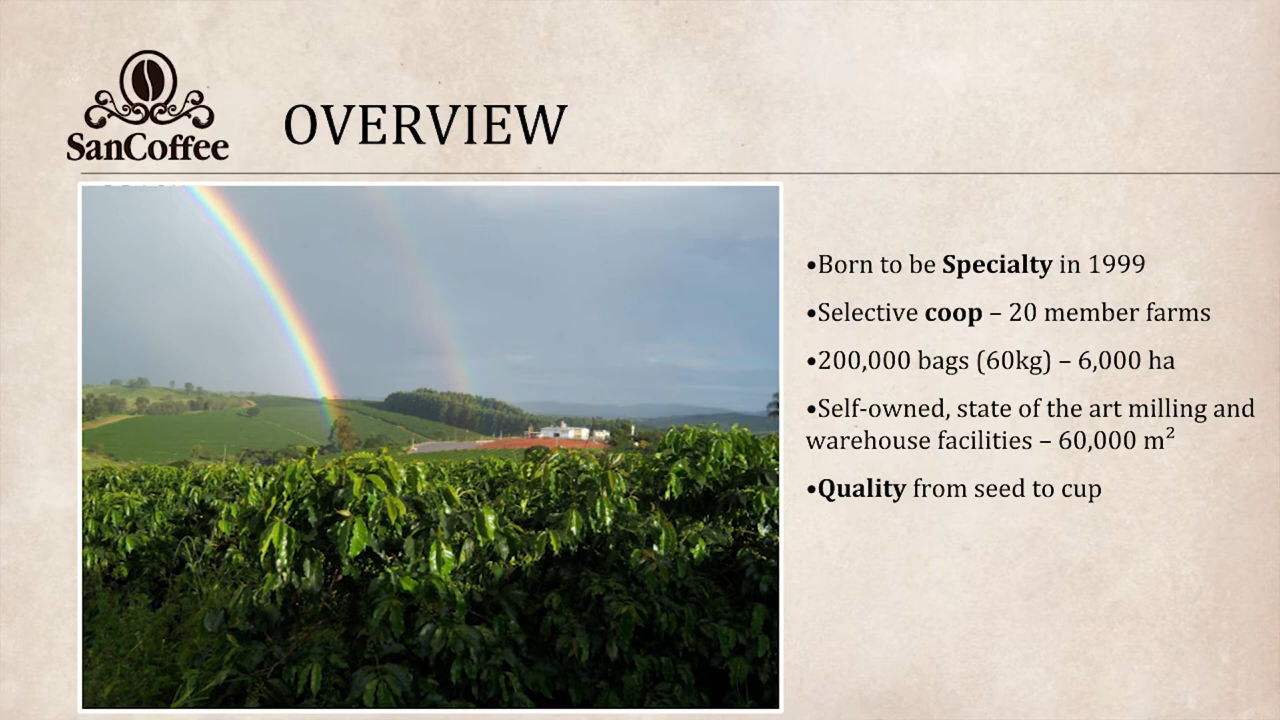 SanCoffee
OVERVIEW
•Born to be Specialty in 1999
•Selective coop – 20 member farms
•200,000 bags (60kg) – 6,000 ha
•Self-owned, state of the art milling and
warehouse facilities – 60,000 m²
•Quality from seed to cup